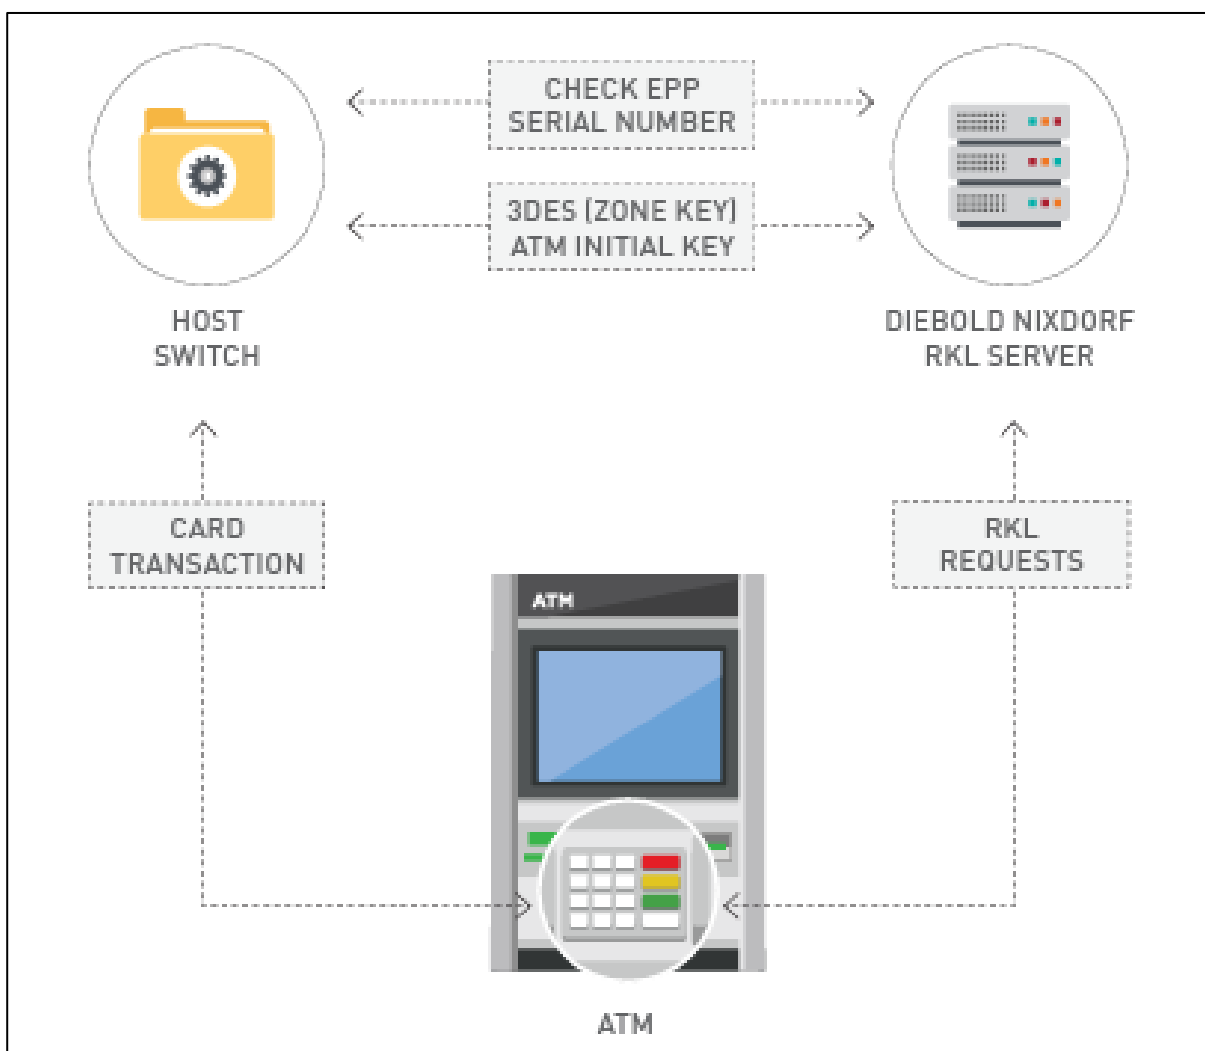 CHECK EPP
SERIAL NUMBER
3DES (ZONE KEY)
ATM INITIAL KEY
HOST
SWITCH
DIEBOLD NIXDORF
RKL SERVER
CARD
TRANSACTION
RKL
REQUESTS
ATM
ATM